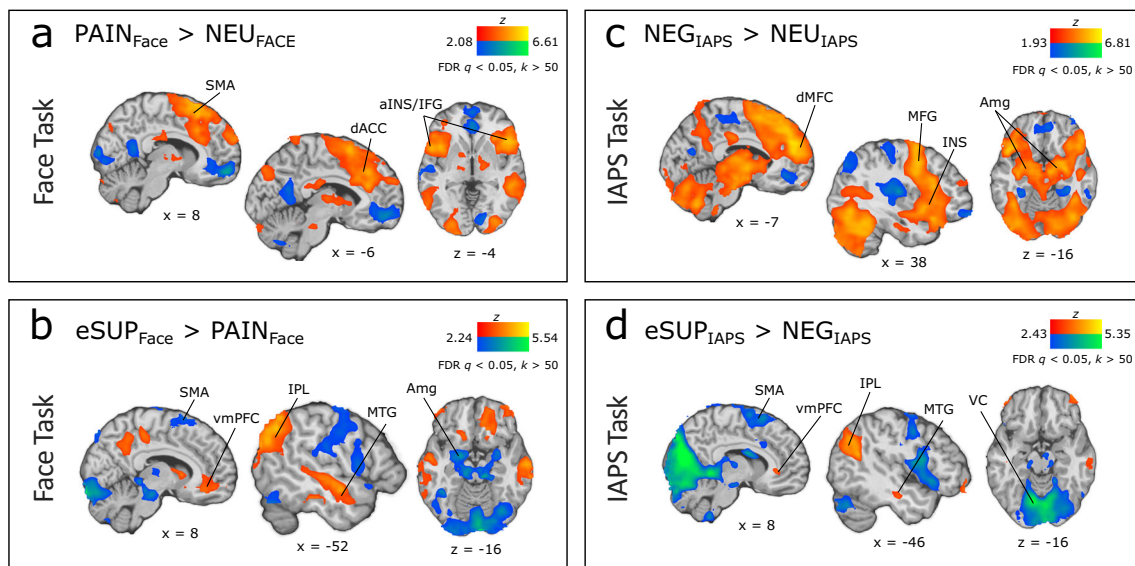 a PAIN_Face > NEU_FACE
z
2.08 6.61
FDR q < 0.05, k > 50
Face Task
SMA
dACC
aINS/IFG
x = 8
x = -6
z = -4
c NEG_IAPS > NEU_IAPS
z
1.93 6.81
FDR q < 0.05, k > 50
IAPS Task
dMFC
MFG
INS
Amg
x = -7
x = 38
z = -16
b eSUP_Face > PAIN_Face
z
2.24 5.54
FDR q < 0.05, k > 50
Face Task
SMA
vmPFC
IPL
MTG
Amg
x = 8
x = -52
z = -16
d eSUP_IAPS > NEG_IAPS
z
2.43 5.35
FDR q < 0.05, k > 50
IAPS Task
SMA
vmPFC
IPL
MTG
VC
x = 8
x = -46
z = -16